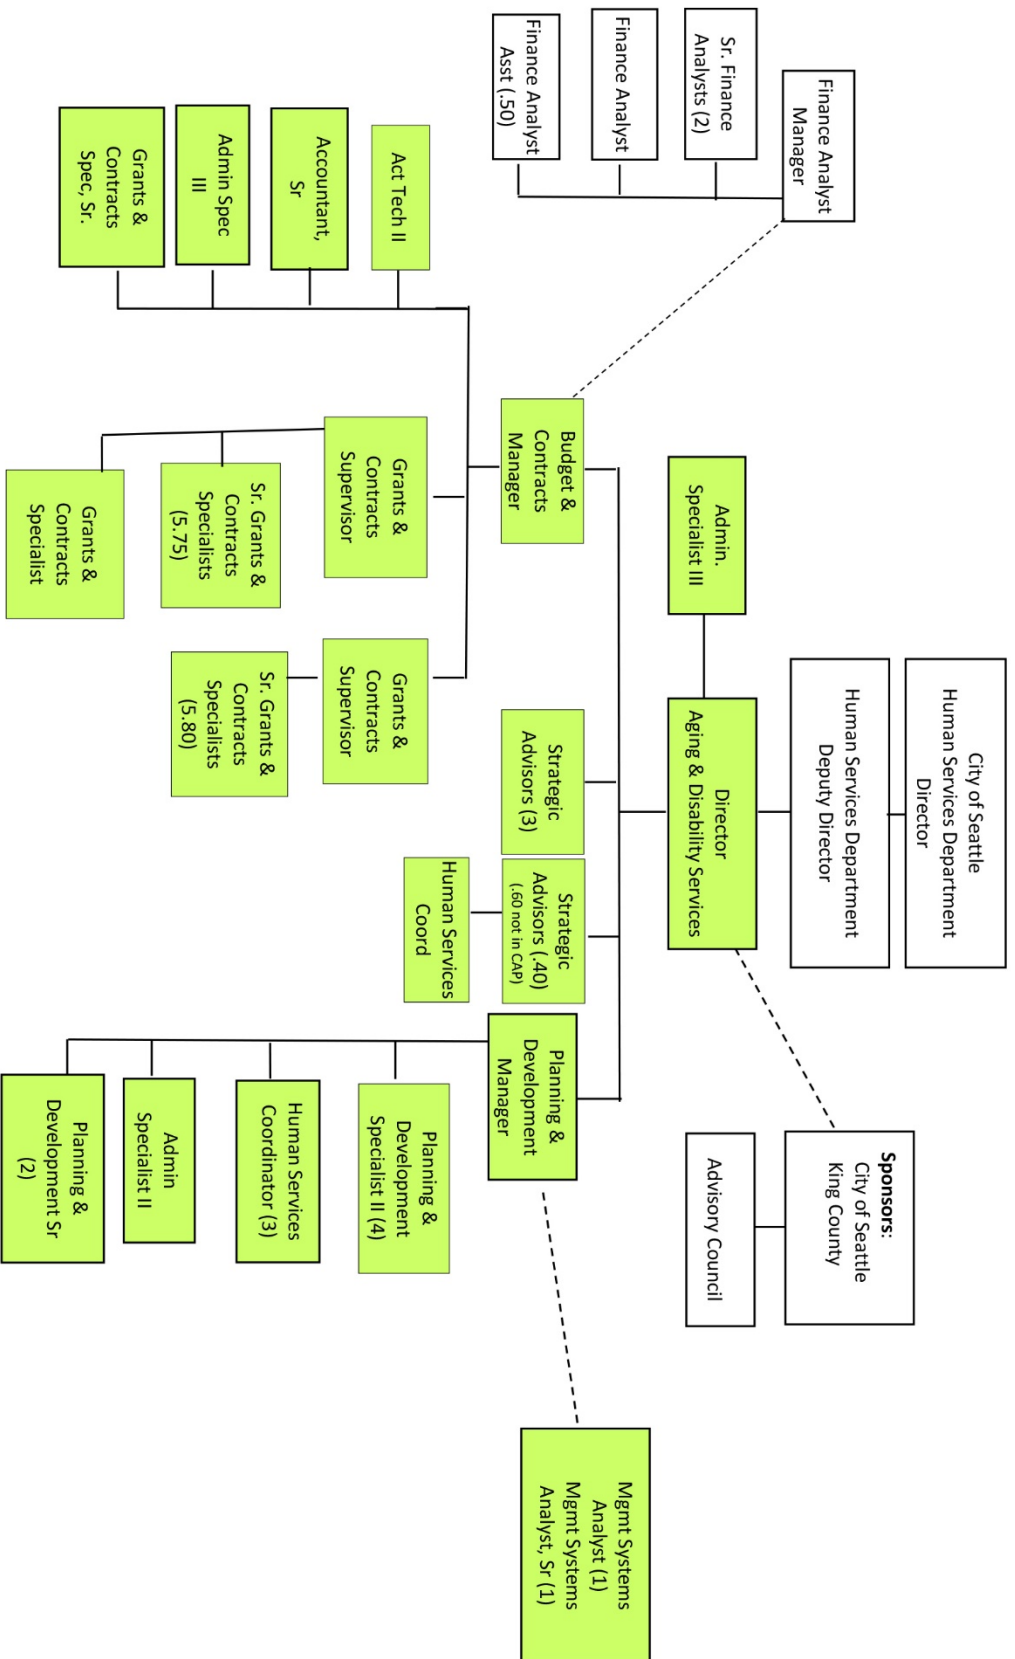 City of Seattle
Human Services Department
Director
Human Services Department
Deputy Director
Sponsors:
City of Seattle
King County
Advisory Council
Director
Aging & Disability Services
Admin.
Specialist III
Finance Analyst
Manager
Sr. Finance
Analysts (2)
Finance Analyst
Finance Analyst
Asst (.50)
Budget &
Contracts
Manager
Strategic
Advisors (3)
Strategic
Advisors (.40)
(.60 not in CAP)
Human Services
Coord
Planning &
Development
Manager
Mgmt Systems
Analyst (1)
Mgmt Systems
Analyst, Sr (1)
Act Tech II
Accountant,
Sr
Admin Spec
III
Grants &
Contracts
Spec, Sr.
Grants &
Contracts
Supervisor
Sr. Grants &
Contracts
Specialists
(5.75)
Grants &
Contracts
Specialist
Grants &
Contracts
Supervisor
Sr. Grants &
Contracts
Specialists
(5.80)
Planning &
Development
Specialist II (4)
Human Services
Coordinator (3)
Admin
Specialist II
Planning &
Development Sr
(2)